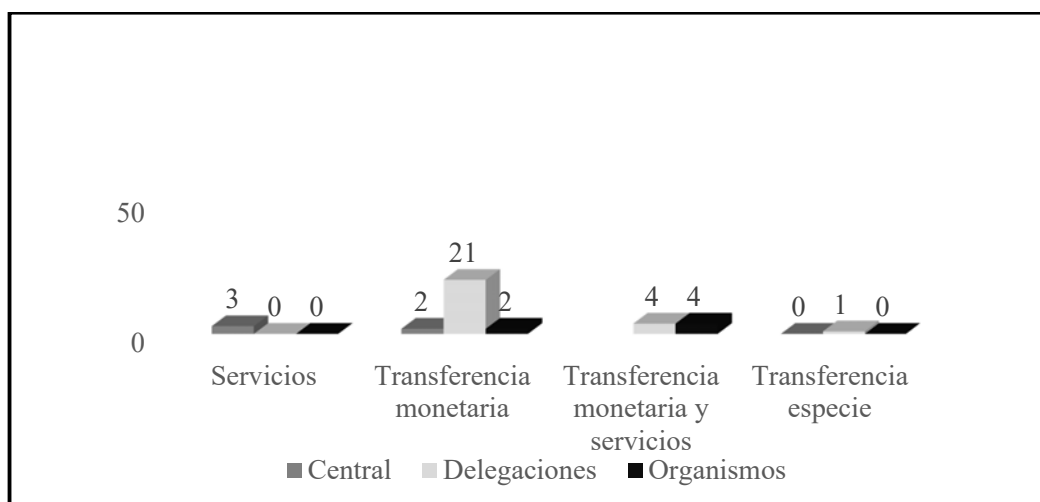 50
21
3 0 0 2 2 4 4 0 1 0
0
Servicios Transferencia Transferencia Transferencia
monetaria monetaria y especie
servicios
Central Delegaciones Organismos